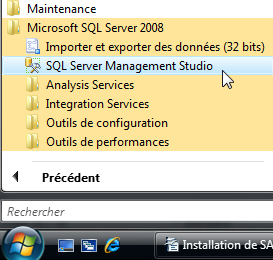 Maintenance
Microsoft SQL Server 2008
Importer et exporter des données (32 bits)
SQL Server Management Studio
Analysis Services
Integration Services
Outils de configuration
Outils de performances
Précédent
Rechercher
Installation de SA